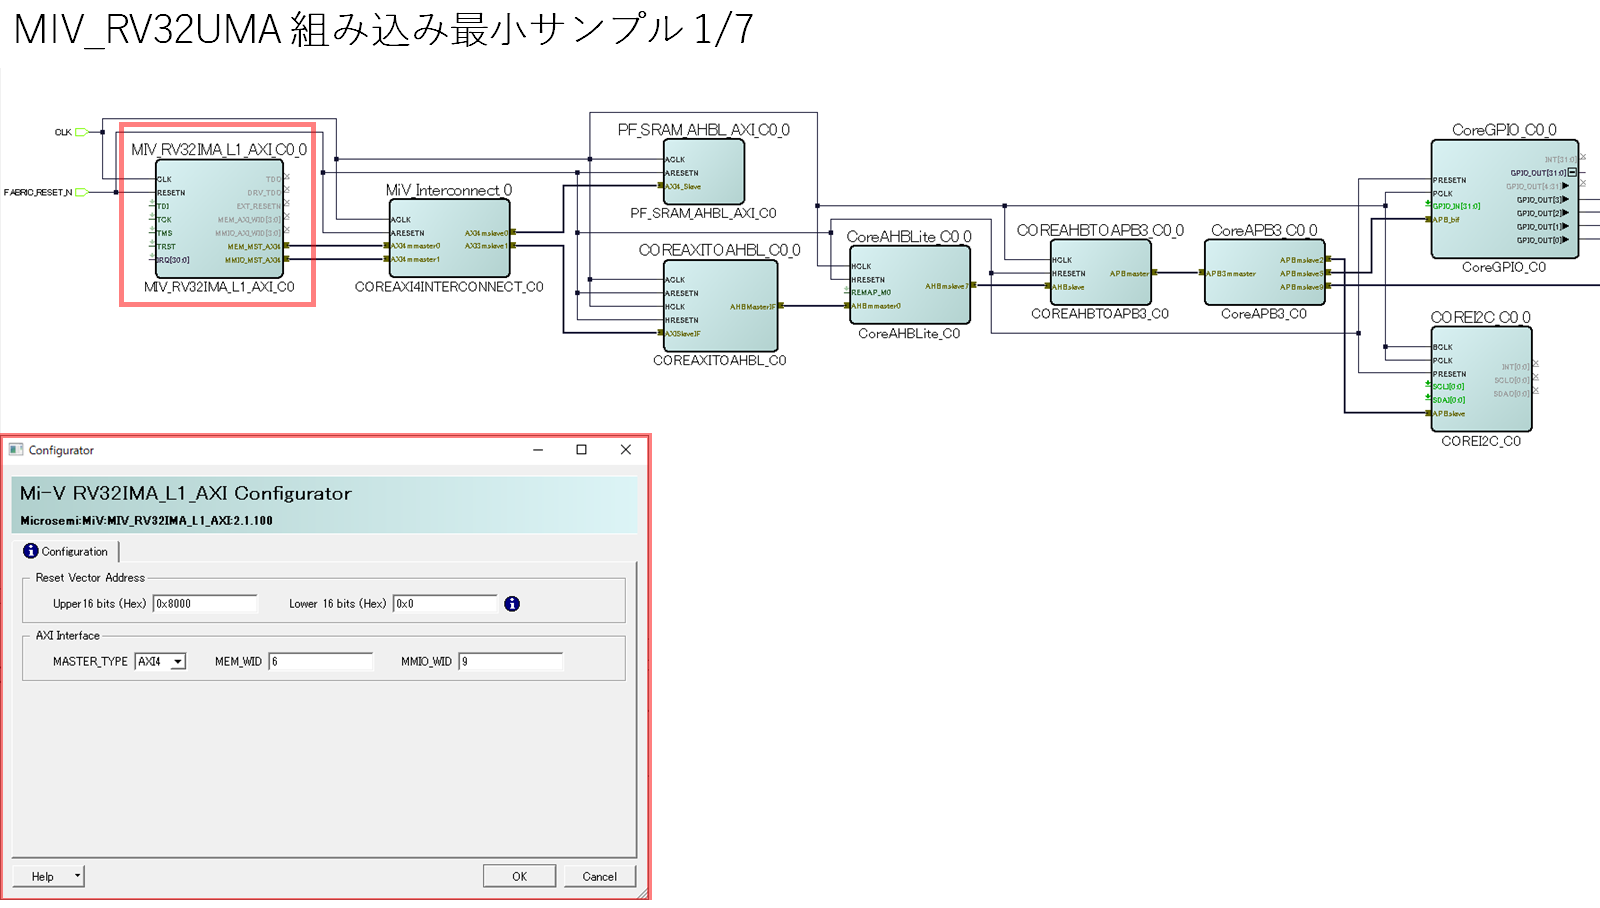 MIV_RV32UMA 組み込み最小サンプル 1/7
CLK
FABRIC_RESET_N
MIV_RV32IMA_L1_AXI_C0_0
CLK
RESETN
TDI
TCK
TMS
TRST
IRQ[30:0]
TDO
DRV_TDO
EXT_RESETN
MEM_AXI_WID[3:0]
MMIO_AXI_WID[3:0]
MEM_MST_AXI4
MMIO_MST_AXI4
MIV_RV32IMA_L1_AXI_C0
MiV_Interconnect_0
ACLK
ARESETN
AXI4mmaster0
AXI4mmaster1
AXI4mslave0
AXI3mslave1
COREAXI4INTERCONNECT_C0
PF_SRAM_AHBL_AXI_C0_0
ACLK
ARESETN
AXI4_Slave
PF_SRAM_AHBL_AXI_C0
COREAXITOAHBL_C0_0
ACLK
ARESETN
HCLK
HRESETN
AXISlaveIF
AHBMasterIF
COREAXITOAHBL_C0
CoreAHBLite_C0_0
HCLK
HRESETN
REMAP_M0
AHBmmaster0
AHBmslave7
CoreAHBLite_C0
COREAHBTOAPB3_C0_0
HCLK
HRESETN
AHBslave
APBmaster
COREAHBTOAPB3_C0
CoreAPB3_C0_0
APB3mmaster
APBmslave2
APBmslave5
CoreAPB3_C0
CoreGPIO_C0_0
PRESETN
PCLK
GPIO_IN[31:0]
APB_bif
INT[31:0]
GPIO_OUT[31:0]
GPIO_OUT[4:31]
GPIO_OUT[3]
GPIO_OUT[2]
GPIO_OUT[1]
GPIO_OUT[0]
CoreGPIO_C0
COREI2C_C0_0
BCLK
PCLK
PRESETN
SCLI[0:0]
SDAI[0:0]
APBslave
INT[0:0]
SCLO[0:0]
SDAO[0:0]
COREI2C_C0
Configurator
Mi-V RV32IMA_L1_AXI Configurator
Microsemi:MiV:MIV_RV32IMA_L1_AXI:2.1.100
Configuration
Reset Vector Address
Upper16 bits (Hex) 0x8000 Lower 16 bits (Hex) 0x0
AXI Interface
MASTER_TYPE AXI4 MEM_WID 6 MMIO_WID 9
Help OK Cancel